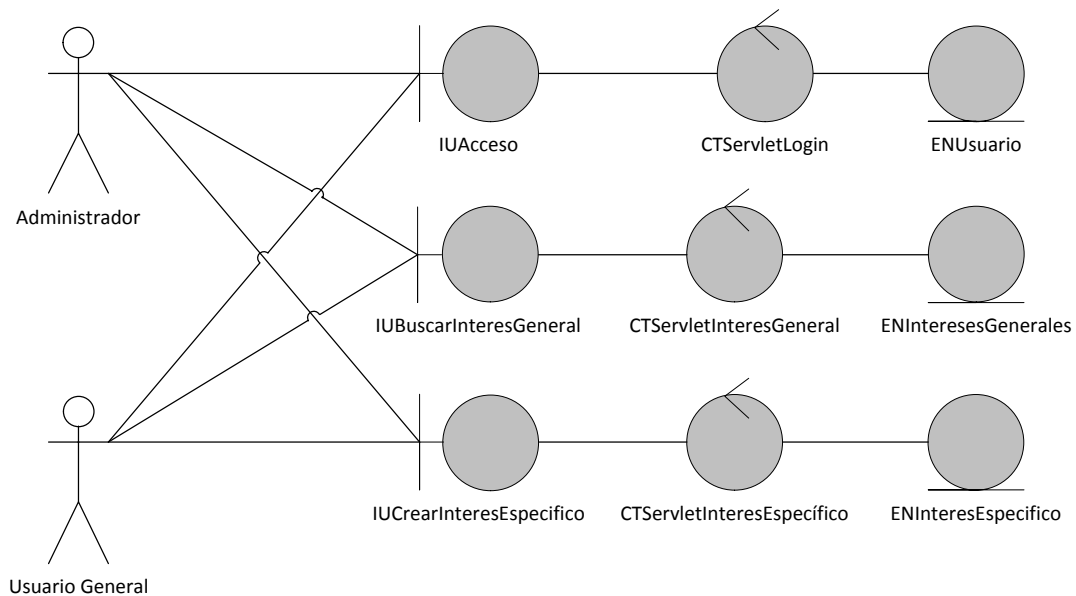 IUAcceso
CTServletLogin
ENUsuario
Administrador
IUBuscarInteresGeneral
CTServletInteresGeneral
ENInteresesGenerales
IUCrearInteresEspecifico
CTServletInteresEspecífico
ENInteresEspecifico
Usuario General